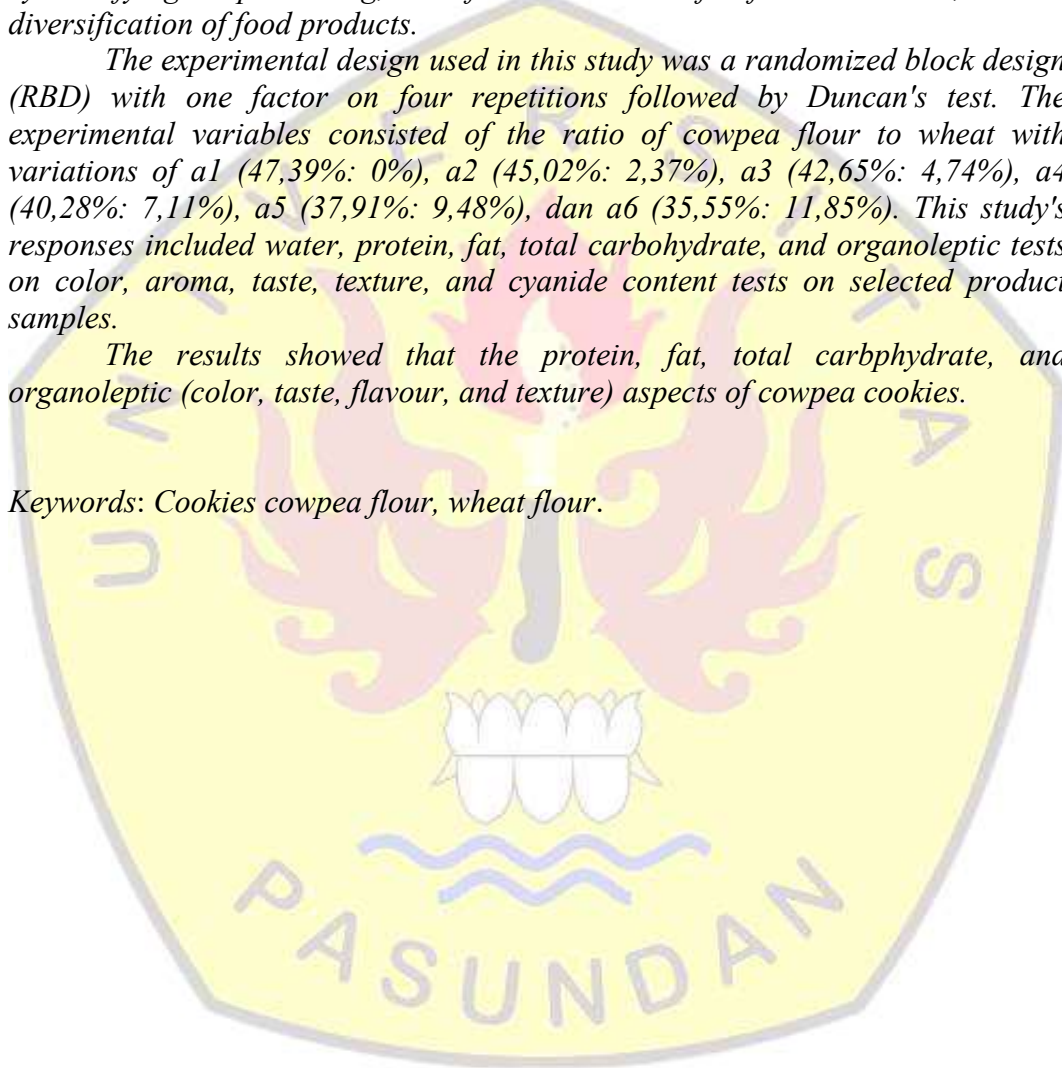 diversification of food products.
The experimental design used in this study was a randomized block design
(RBD) with one factor on four repetitions followed by Duncan's test. The
experimental variables consisted of the ratio of cowpea flour to wheat with
variations of a1 (47,39%: 0%), a2 (45,02%: 2,37%), a3 (42,65%: 4,74%), a4
(40,28%: 7,11%), a5 (37,91%: 9,48%), dan a6 (35,55%: 11,85%). This study's
responses included water, protein, fat, total carbohydrate, and organoleptic tests
on color, aroma, taste, texture, and cyanide content tests on selected product
samples.
The results showed that the protein, fat, total carbphydrate, and
organoleptic (color, taste, flavour, and texture) aspects of cowpea cookies.
Keywords: Cookies cowpea flour, wheat flour.
UNIVERSITAS
PASUNDAN